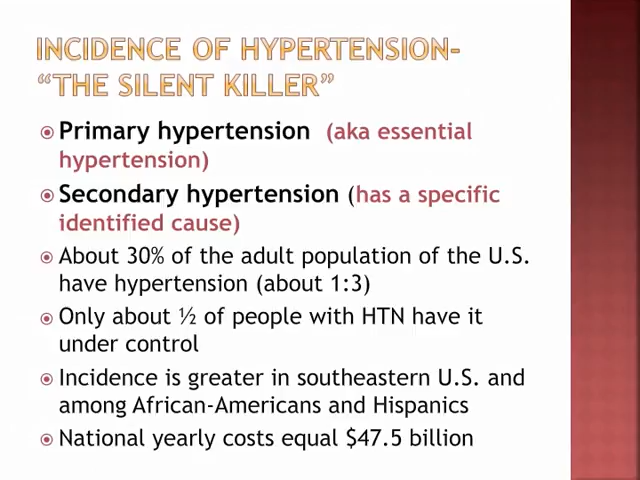 INCIDENCE OF HYPERTENSION-
“THE SILENT KILLER”
Primary hypertension (aka essential
hypertension)
Secondary hypertension (has a specific
identified cause)
About 30% of the adult population of the U.S.
have hypertension (about 1:3)
Only about ½ of people with HTN have it
under control
Incidence is greater in southeastern U.S. and
among African-Americans and Hispanics
National yearly costs equal $47.5 billion